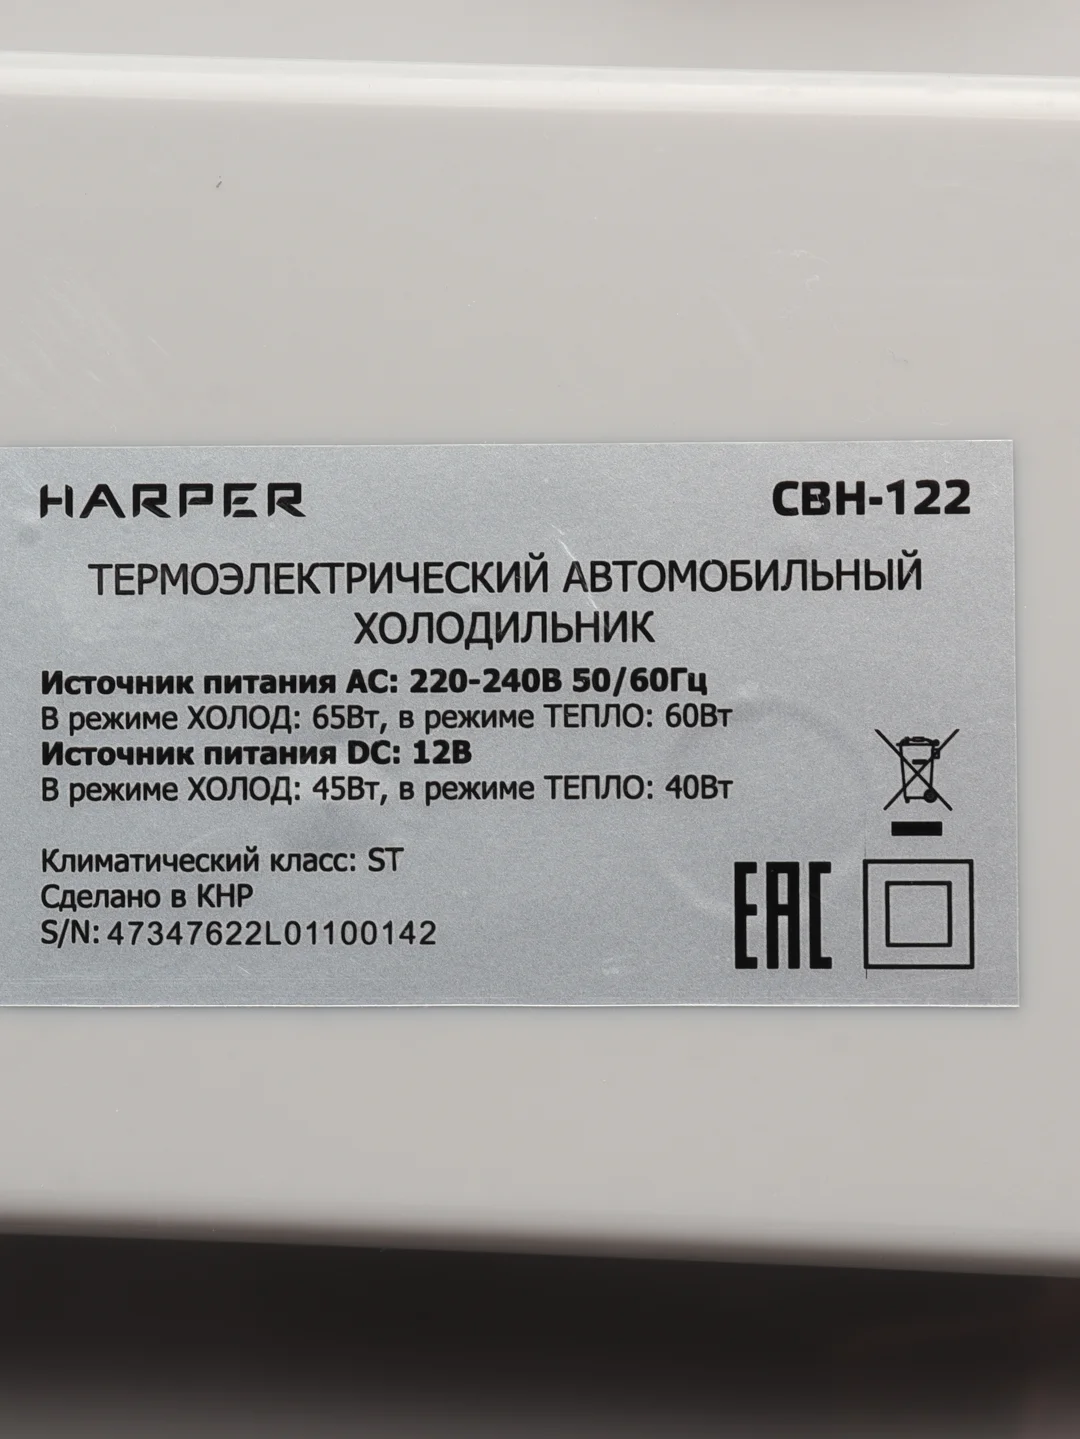 HARPER CBH-122
ТЕРМОЭЛЕКТРИЧЕСКИЙ АВТОМОБИЛЬНЫЙ
ХОЛОДИЛЬНИК
Источник питания AC: 220-240В 50/60Гц
В режиме ХОЛОД: 65Вт, в режиме ТЕПЛО: 60Вт
Источник питания DC: 12В
В режиме ХОЛОД: 45Вт, в режиме ТЕПЛО: 40Вт
Климатический класс: ST
Сделано в КНР
S/N: 47347622L01100142
EAC